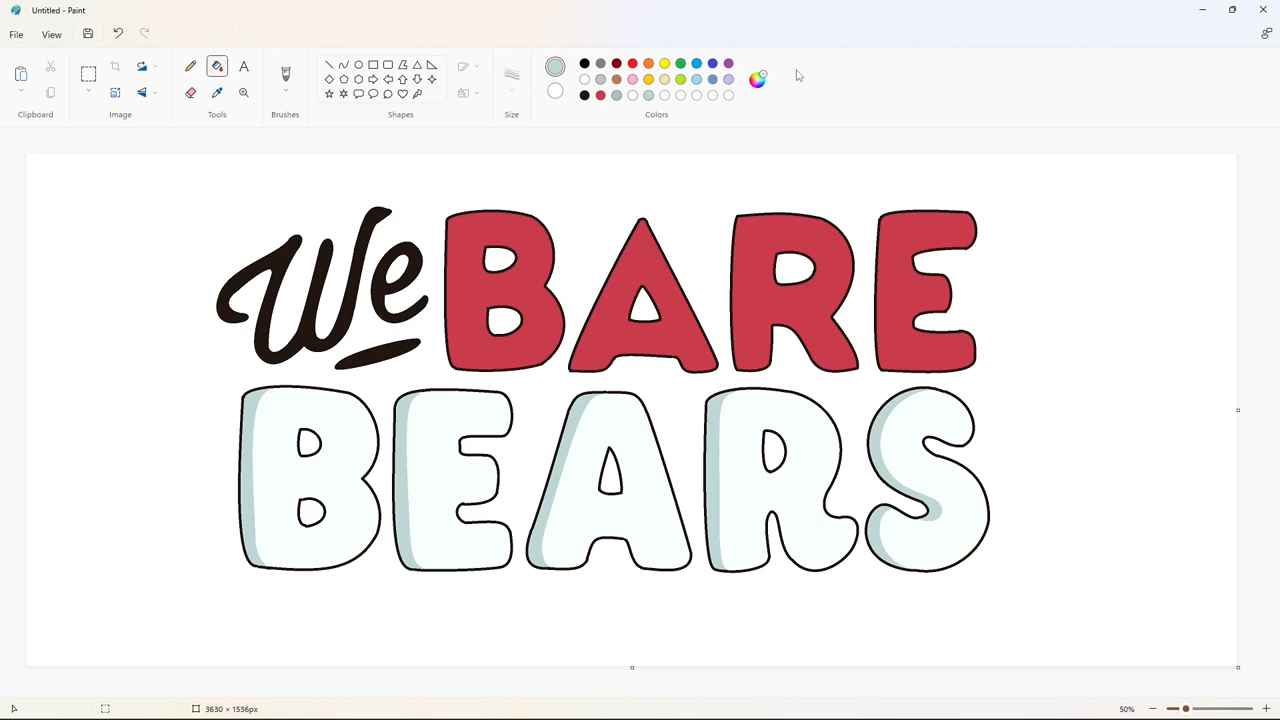 Untitled - Paint
File View
Clipboard Image Tools Brushes Shapes Size Colors
We BARE
BEARS
3630 × 1536px 50%